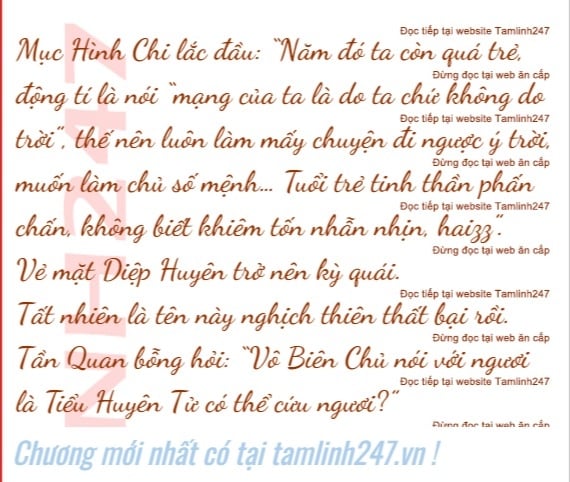 Đọc tiếp tại website Tamlinh247
Mục Hình Chi lắc đầu: "Năm đó ta còn quá trẻ,
Đừng đọc tại web ăn cắp
động tí là nói "mạng của ta là do ta chứ không do
Đọc tiếp tại website Tamlinh247
trời", thế nên luôn làm mấy chuyện đi ngược ý trời,
Đừng đọc tại web ăn cắp
muốn làm chủ số mệnh... Tuổi trẻ tinh thần phấn
Đọc tiếp tại website Tamlinh247
chấn, không biết khiêm tốn nhẫn nhịn, haizz".
Đừng đọc tại web ăn cắp
Vẻ mặt Diệp Huyên trở nên kỳ quái.
Đọc tiếp tại website Tamlinh247
Tất nhiên là tên này nghịch thiên thất bại rồi.
Đừng đọc tại web ăn cắp
Tần Quan bỗng hỏi: "Vô Biên Chủ nói với ngươi
Đọc tiếp tại website Tamlinh247
là Tiểu Huyên Tử có thể cứu ngươi?"
Đừng đọc tại web ăn cắp
NH247
Chương mới nhất có tại tamlinh247.vn !